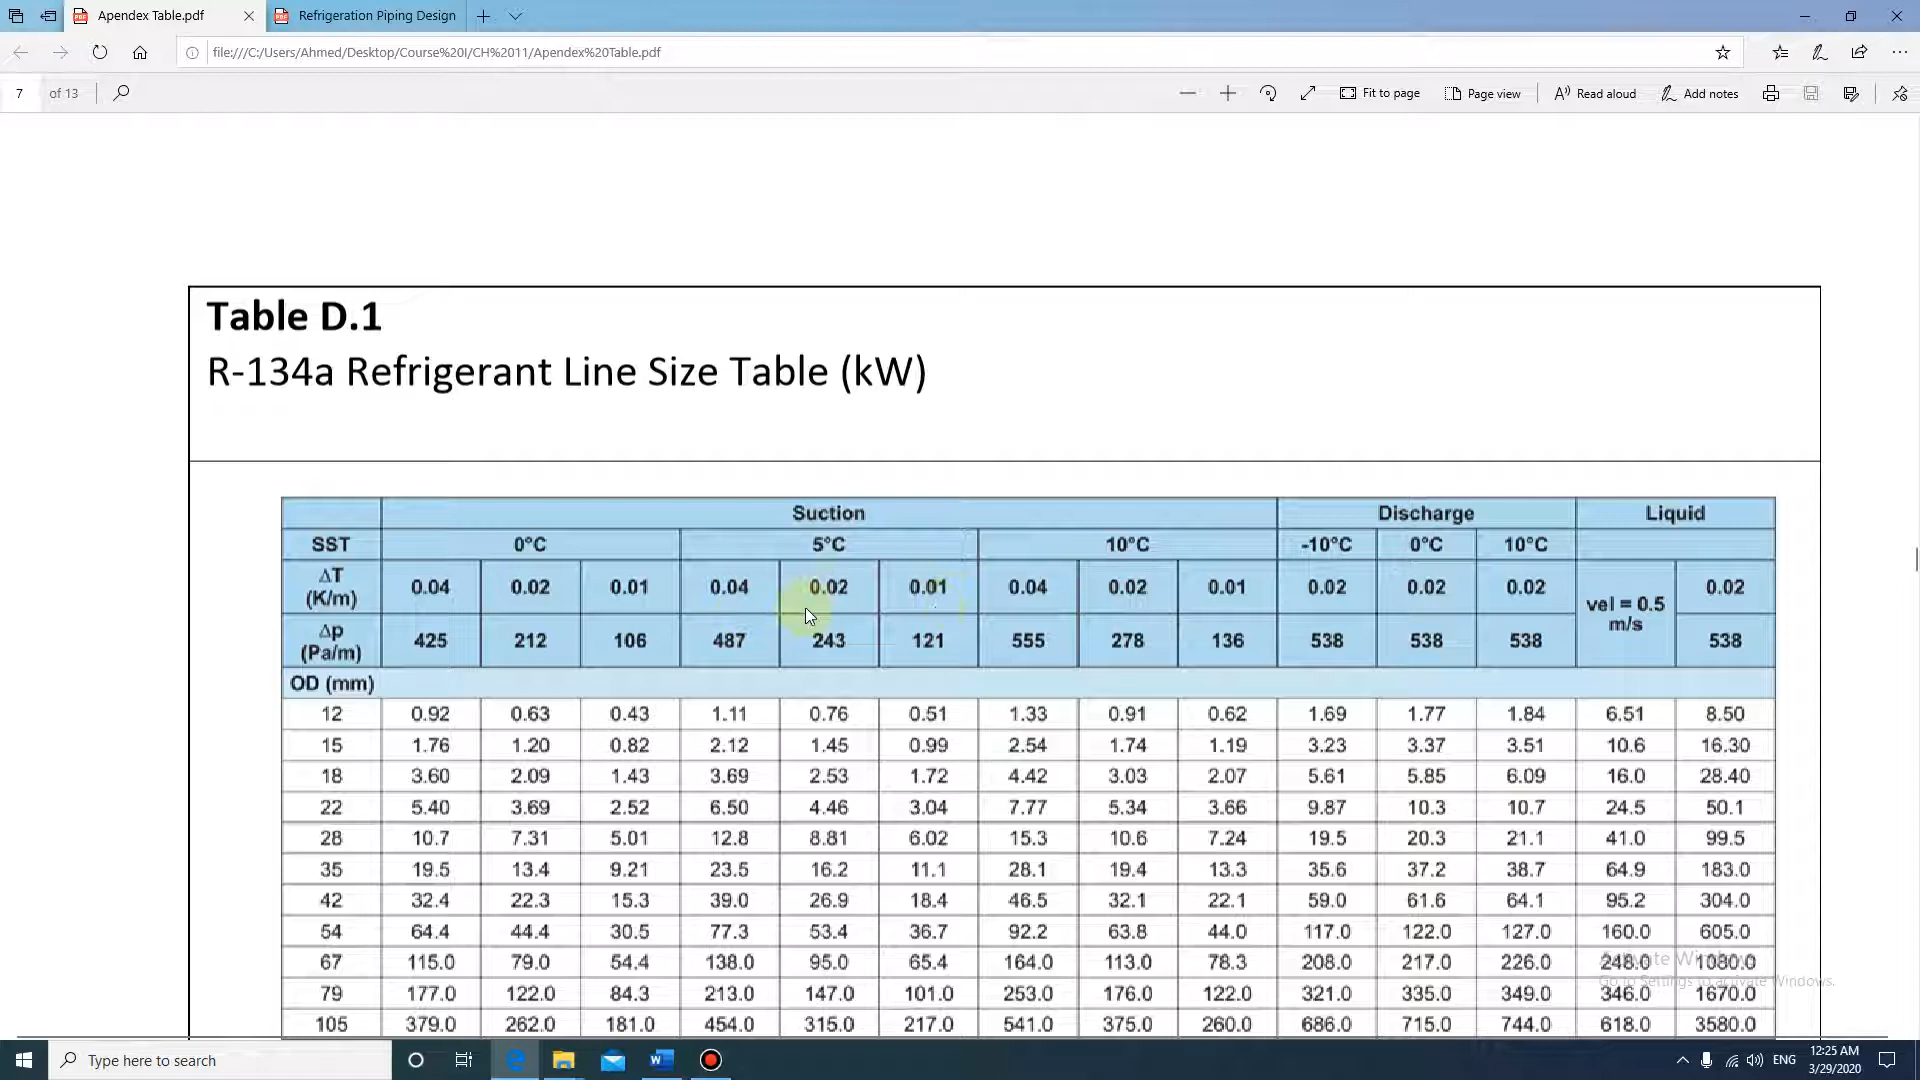 Apendex Table.pdf
Refrigeration Piping Design
file:///C:/Users/Ahmed/Desktop/Course%20I/CH%2011/Apendex%20Table.pdf
7 of 13
Fit to page
Page view
Read aloud
Add notes
Table D.1
R-134a Refrigerant Line Size Table (kW)
Suction Discharge Liquid
SST 0°C 5°C 10°C -10°C 0°C 10°C
ΔT (K/m) 0.04 0.02 0.01 0.04 0.02 0.01 0.04 0.02 0.01 0.02 0.02 0.02 vel = 0.5 m/s 0.02
Δp (Pa/m) 425 212 106 487 243 121 555 278 136 538 538 538 538
OD (mm)
12 0.92 0.63 0.43 1.11 0.76 0.51 1.33 0.91 0.62 1.69 1.77 1.84 6.51 8.50
15 1.76 1.20 0.82 2.12 1.45 0.99 2.54 1.74 1.19 3.23 3.37 3.51 10.6 16.30
18 3.60 2.09 1.43 3.69 2.53 1.72 4.42 3.03 2.07 5.61 5.85 6.09 16.0 28.40
22 5.40 3.69 2.52 6.50 4.46 3.04 7.77 5.34 3.66 9.87 10.3 10.7 24.5 50.1
28 10.7 7.31 5.01 12.8 8.81 6.02 15.3 10.6 7.24 19.5 20.3 21.1 41.0 99.5
35 19.5 13.4 9.21 23.5 16.2 11.1 28.1 19.4 13.3 35.6 37.2 38.7 64.9 183.0
42 32.4 22.3 15.3 39.0 26.9 18.4 46.5 32.1 22.1 59.0 61.6 64.1 95.2 304.0
54 64.4 44.4 30.5 77.3 53.4 36.7 92.2 63.8 44.0 117.0 122.0 127.0 160.0 605.0
67 115.0 79.0 54.4 138.0 95.0 65.4 164.0 113.0 78.3 208.0 217.0 226.0 248.0 1080.0
79 177.0 122.0 84.3 213.0 147.0 101.0 253.0 176.0 122.0 321.0 335.0 349.0 346.0 1670.0
105 379.0 262.0 181.0 454.0 315.0 217.0 541.0 375.0 260.0 686.0 715.0 744.0 618.0 3580.0
Activate Windows
Go to Settings to activate Windows.
Type here to search
ENG
12:25 AM
3/29/2020